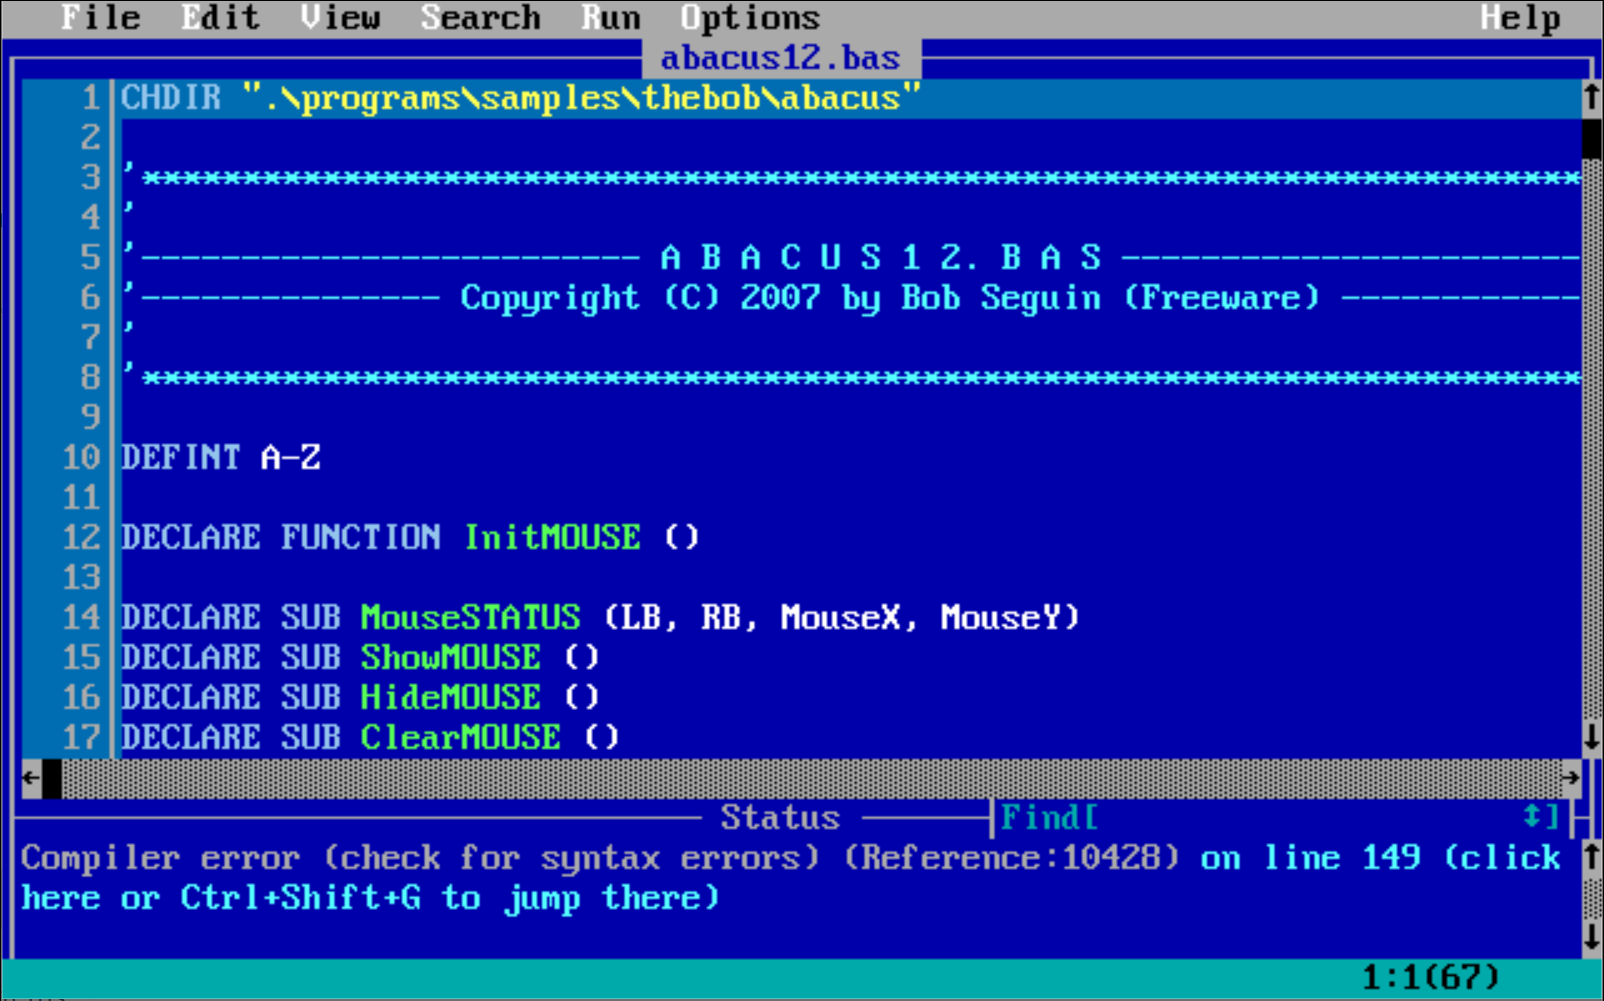 File Edit View Search Run Options Help
abacus12.bas
1 CHDIR ".\programs\samples\thebob\abacus"
2
3 '************************************************************************
4 '
5 '------------------------- A B A C U S 1 2. B A S -----------------------
6 '--------------- Copyright (C) 2007 by Bob Seguin (Freeware) ------------
7 '
8 '************************************************************************
9
10 DEFINT A-Z
11
12 DECLARE FUNCTION InitMOUSE ()
13
14 DECLARE SUB MouseSTATUS (LB, RB, MouseX, MouseY)
15 DECLARE SUB ShowMOUSE ()
16 DECLARE SUB HideMOUSE ()
17 DECLARE SUB ClearMOUSE ()
Status Find[ ↕]
Compiler error (check for syntax errors) (Reference:10428) on line 149 (click
here or Ctrl+Shift+G to jump there)
1:1(67)